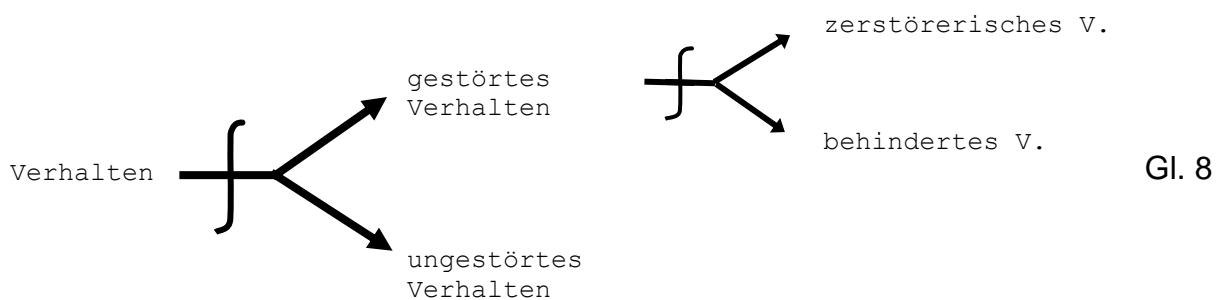 zerstörerisches V.
gestörtes
Verhalten
behindertes V.
Verhalten
Gl. 8
ungestörtes
Verhalten